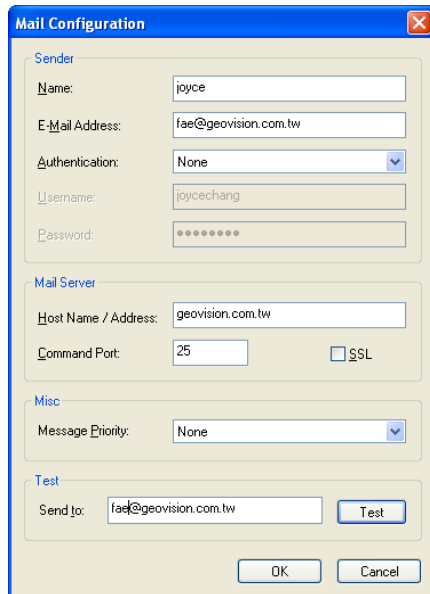 Mail Configuration
Sender
Name: joyce
E-Mail Address: fae@geovision.com.tw
Authentication: None
Username: joycechang
Password: ●●●●●●●●
Mail Server
Host Name / Address: geovision.com.tw
Command Port: 25 SSL
Misc
Message Priority: None
Test
Send to: fae@geovision.com.tw Test
OK Cancel